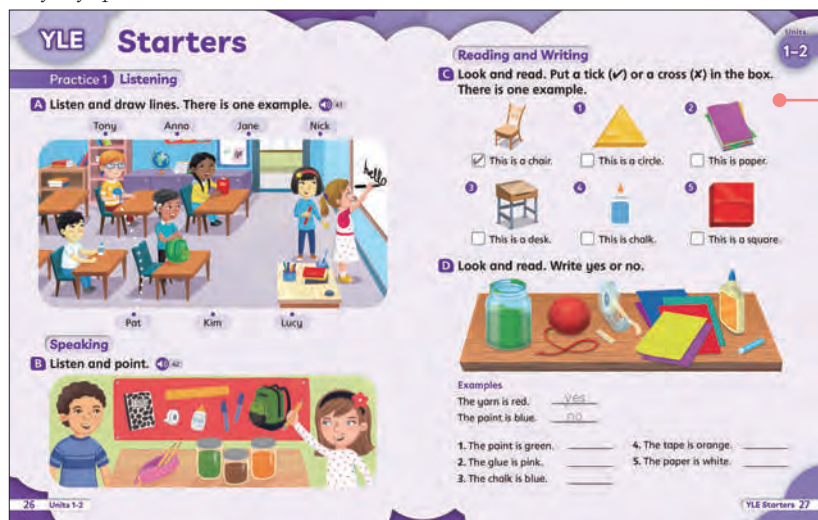 YLE Starters
Practice 1 Listening
A Listen and draw lines. There is one example. 41
Tony Anna Jane Nick
hello
Pat Kim Lucy
Speaking
B Listen and point. 42
26 Units 1-2
Units
1-2
Reading and Writing
C Look and read. Put a tick (✔) or a cross (✘) in the box.
There is one example.
✔ This is a chair.
1 This is a circle.
2 This is paper.
3 This is a desk.
4 This is chalk.
5 This is a square.
D Look and read. Write yes or no.
Examples
The yarn is red. yes
The paint is blue. no
1. The paint is green.
2. The glue is pink.
3. The chalk is blue.
4. The tape is orange.
5. The paper is white.
YLE Starters 27